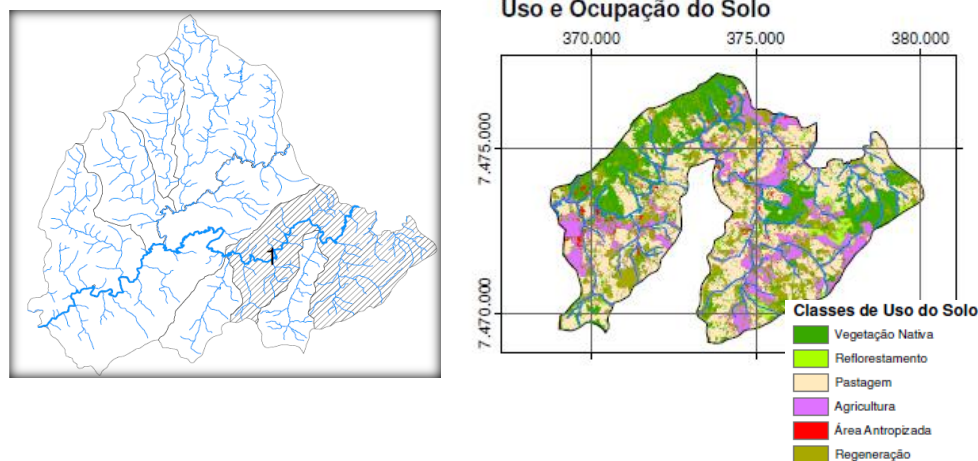 1
Uso e Ocupação do Solo
370.000 375.000 380.000
7.475.000
7.470.000
Classes de Uso do Solo
Vegetação Nativa
Reflorestamento
Pastagem
Agricultura
Área Antropizada
Regeneração